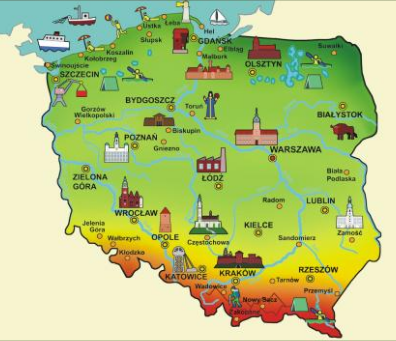 Łeba
Hel
Ustka
Słupsk
GDAŃSK
Koszalin
Elbląg
Kołobrzeg
Malbork
Suwałki
Świnoujście
OLSZTYN
SZCZECIN
BYDGOSZCZ
Toruń
BIAŁYSTOK
Gorzów
Wielkopolski
Biskupin
POZNAŃ
Gniezno
WARSZAWA
ZIELONA
GÓRA
ŁÓDŹ
Biała
Podlaska
Radom
LUBLIN
WROCŁAW
Jelenia
Góra
Wałbrzych
OPOLE
KIELCE
Zamość
Częstochowa
Sandomierz
Kłodzko
KATOWICE
KRAKÓW
RZESZÓW
Wadowice
Tarnów
Przemyśl
Nowy Sącz
Zakopane